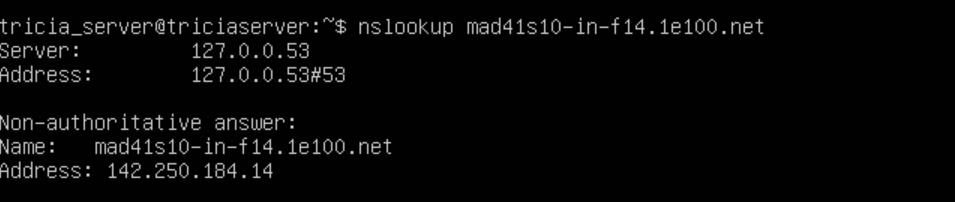 tricia_server@triciaserver:~$ nslookup mad41s10-in-f14.1e100.net
Server:         127.0.0.53
Address:        127.0.0.53#53
Non-authoritative answer:
Name:   mad41s10-in-f14.1e100.net
Address: 142.250.184.14